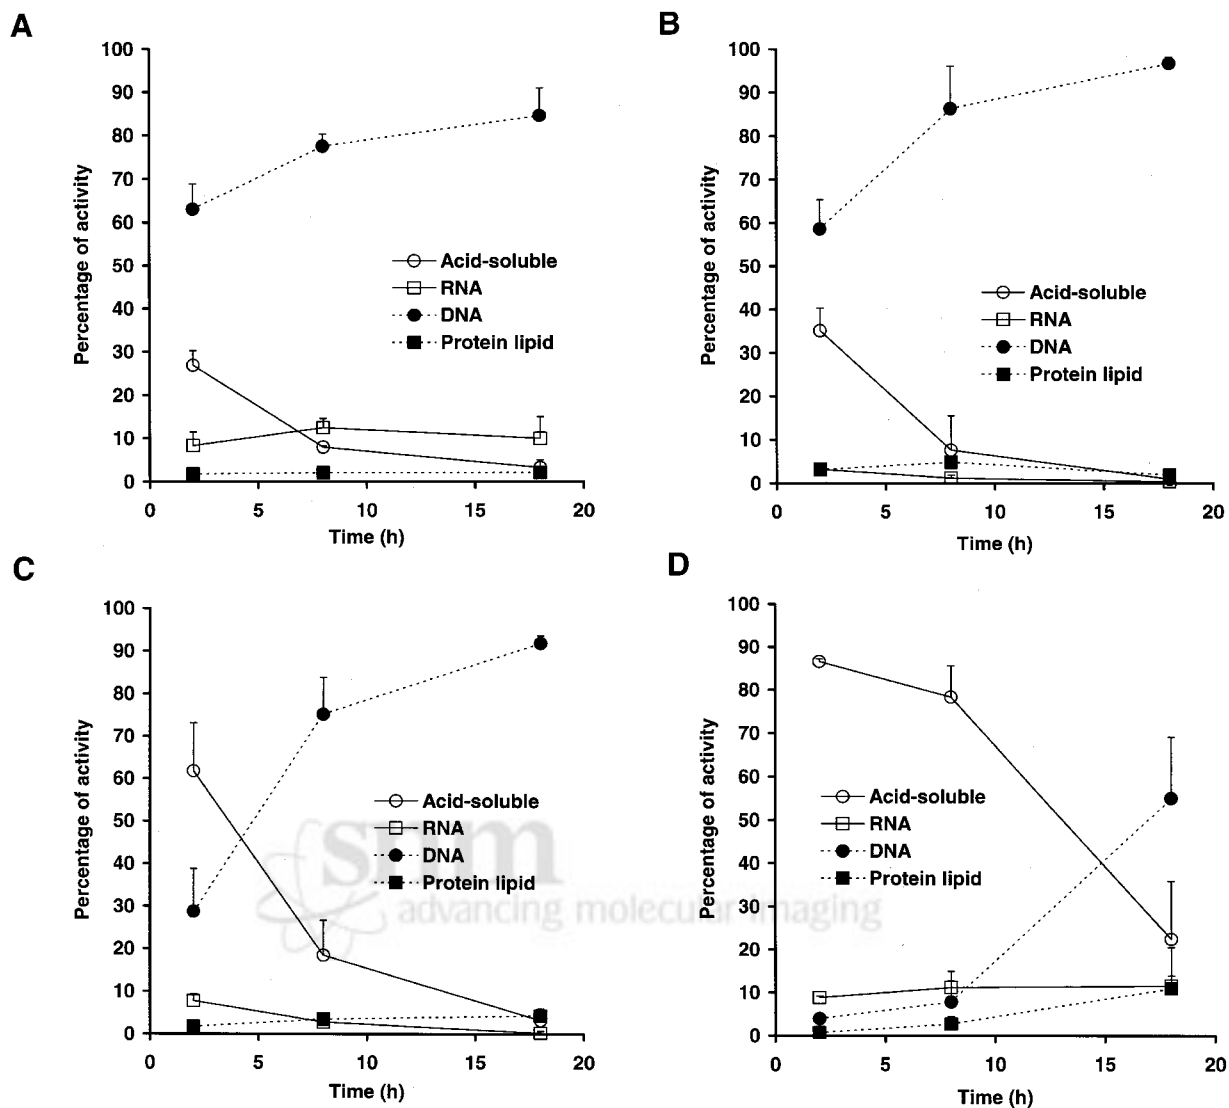 A
Percentage of activity
100
90
80
70
60
50
40
30
20
10
0
0 5 10 15 20
Time (h)
Acid-soluble
RNA
DNA
Protein lipid
B
Percentage of activity
100
90
80
70
60
50
40
30
20
10
0
0 5 10 15 20
Time (h)
Acid-soluble
RNA
DNA
Protein lipid
C
Percentage of activity
100
90
80
70
60
50
40
30
20
10
0
0 5 10 15 20
Time (h)
Acid-soluble
RNA
DNA
Protein lipid
D
Percentage of activity
100
90
80
70
60
50
40
30
20
10
0
0 5 10 15 20
Time (h)
Acid-soluble
RNA
DNA
Protein lipid
snm
advancing molecular imaging